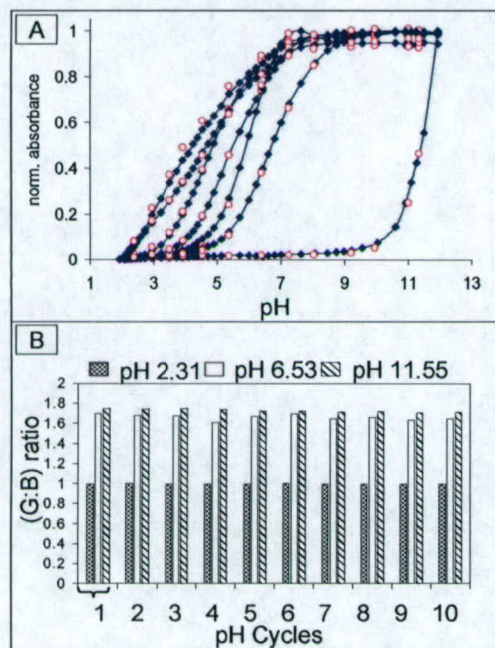 A
norm. absorbance
1
0.8
0.6
0.4
0.2
0
1 3 5 7 9 11 13
pH
B
pH 2.31 pH 6.53 pH 11.55
(G:B) ratio
2
1.8
1.6
1.4
1.2
1
0.8
0.6
0.4
0.2
0
1 2 3 4 5 6 7 8 9 10
pH Cycles